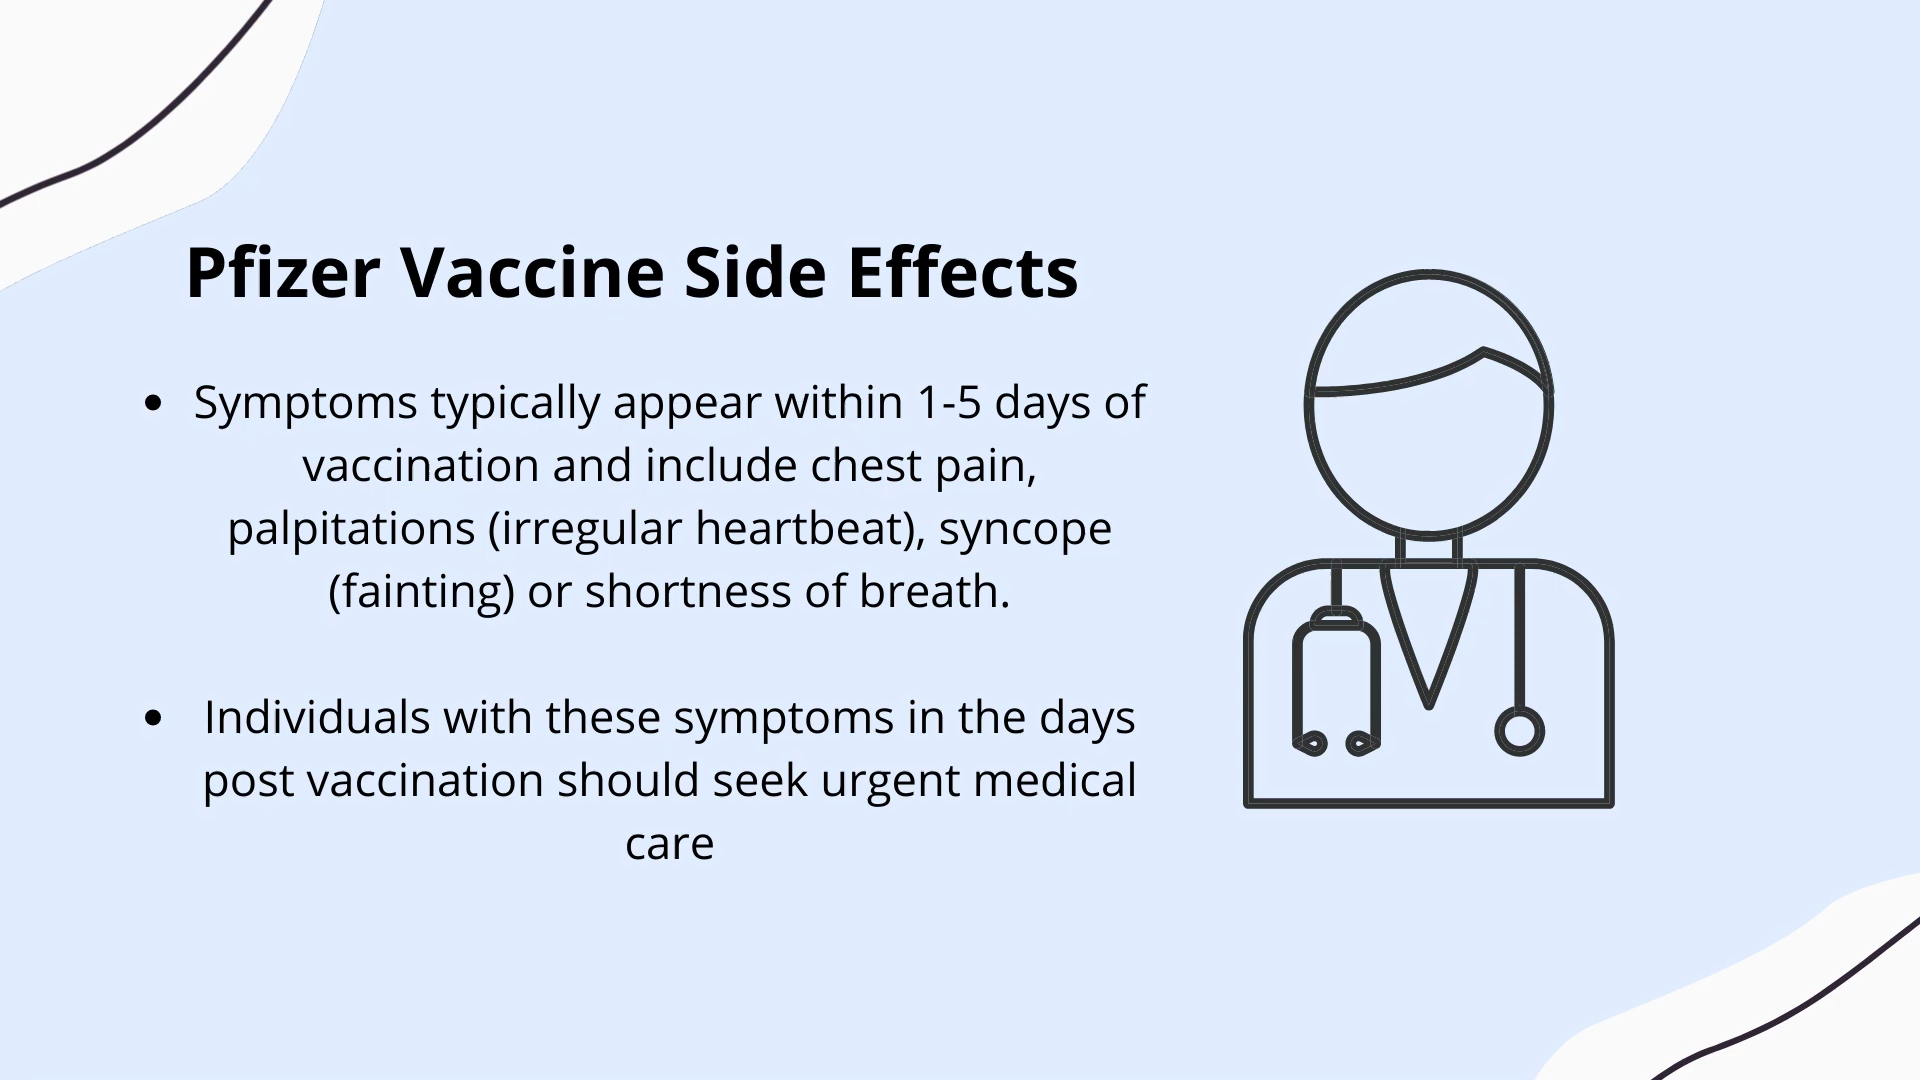 Pfizer Vaccine Side Effects
• Symptoms typically appear within 1-5 days of
vaccination and include chest pain,
palpitations (irregular heartbeat), syncope
(fainting) or shortness of breath.
• Individuals with these symptoms in the days
post vaccination should seek urgent medical
care